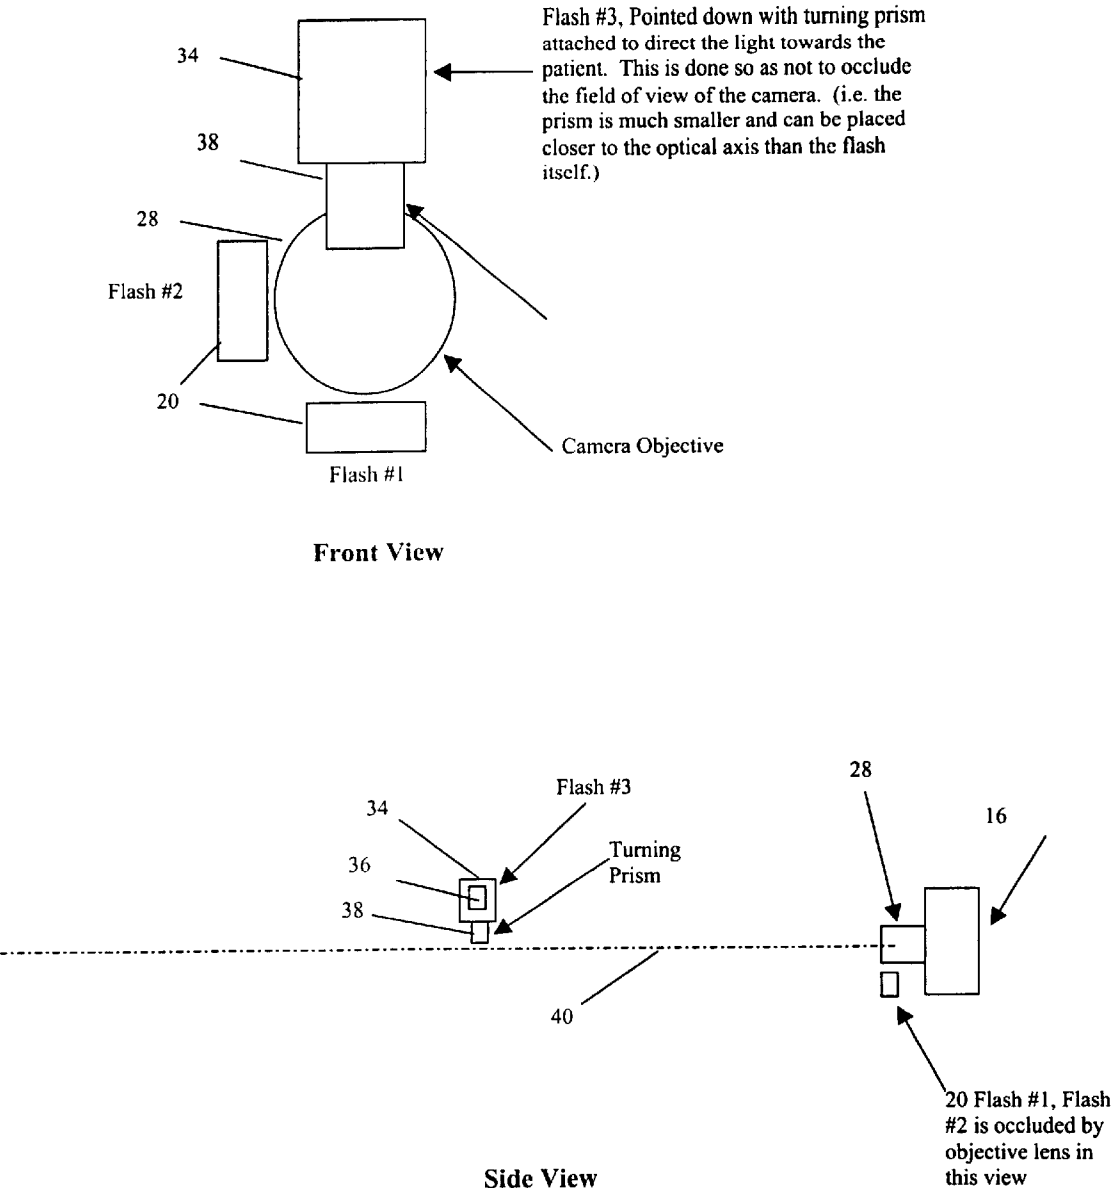 Flash #3, Pointed down with turning prism
attached to direct the light towards the
patient. This is done so as not to occlude
the field of view of the camera. (i.e. the
prism is much smaller and can be placed
closer to the optical axis than the flash
itself.)
34
38
28
Flash #2
20
Camera Objective
Flash #1
Front View
28
Flash #3
34
16
Turning
Prism
36
38
40
20 Flash #1, Flash
#2 is occluded by
objective lens in
this view
Side View